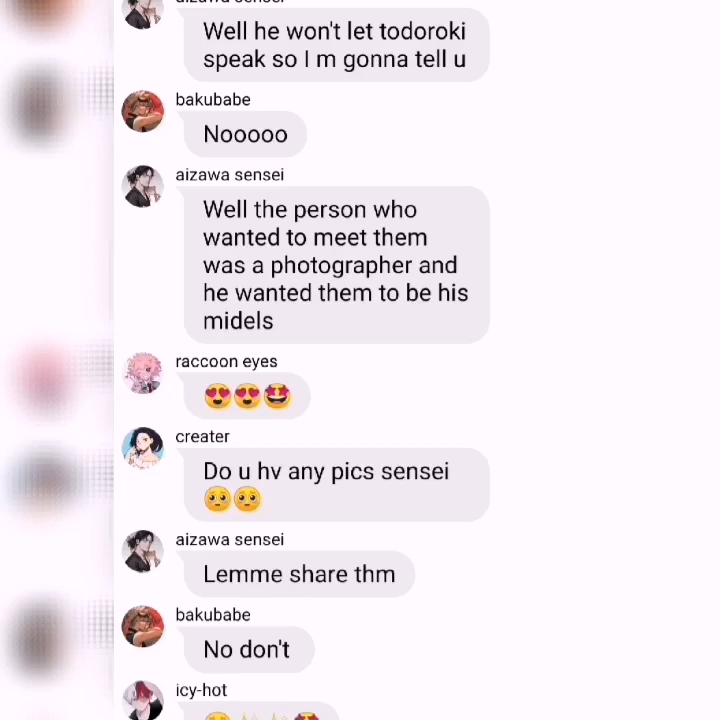 aizawa sensei
Well he won't let todoroki
speak so I m gonna tell u
bakubabe
Nooooo
aizawa sensei
Well the person who
wanted to meet them
was a photographer and
he wanted them to be his
midels
raccoon eyes
😍😍🤩
creater
Do u hv any pics sensei
🥺🥺
aizawa sensei
Lemme share thm
bakubabe
No don't
icy-hot